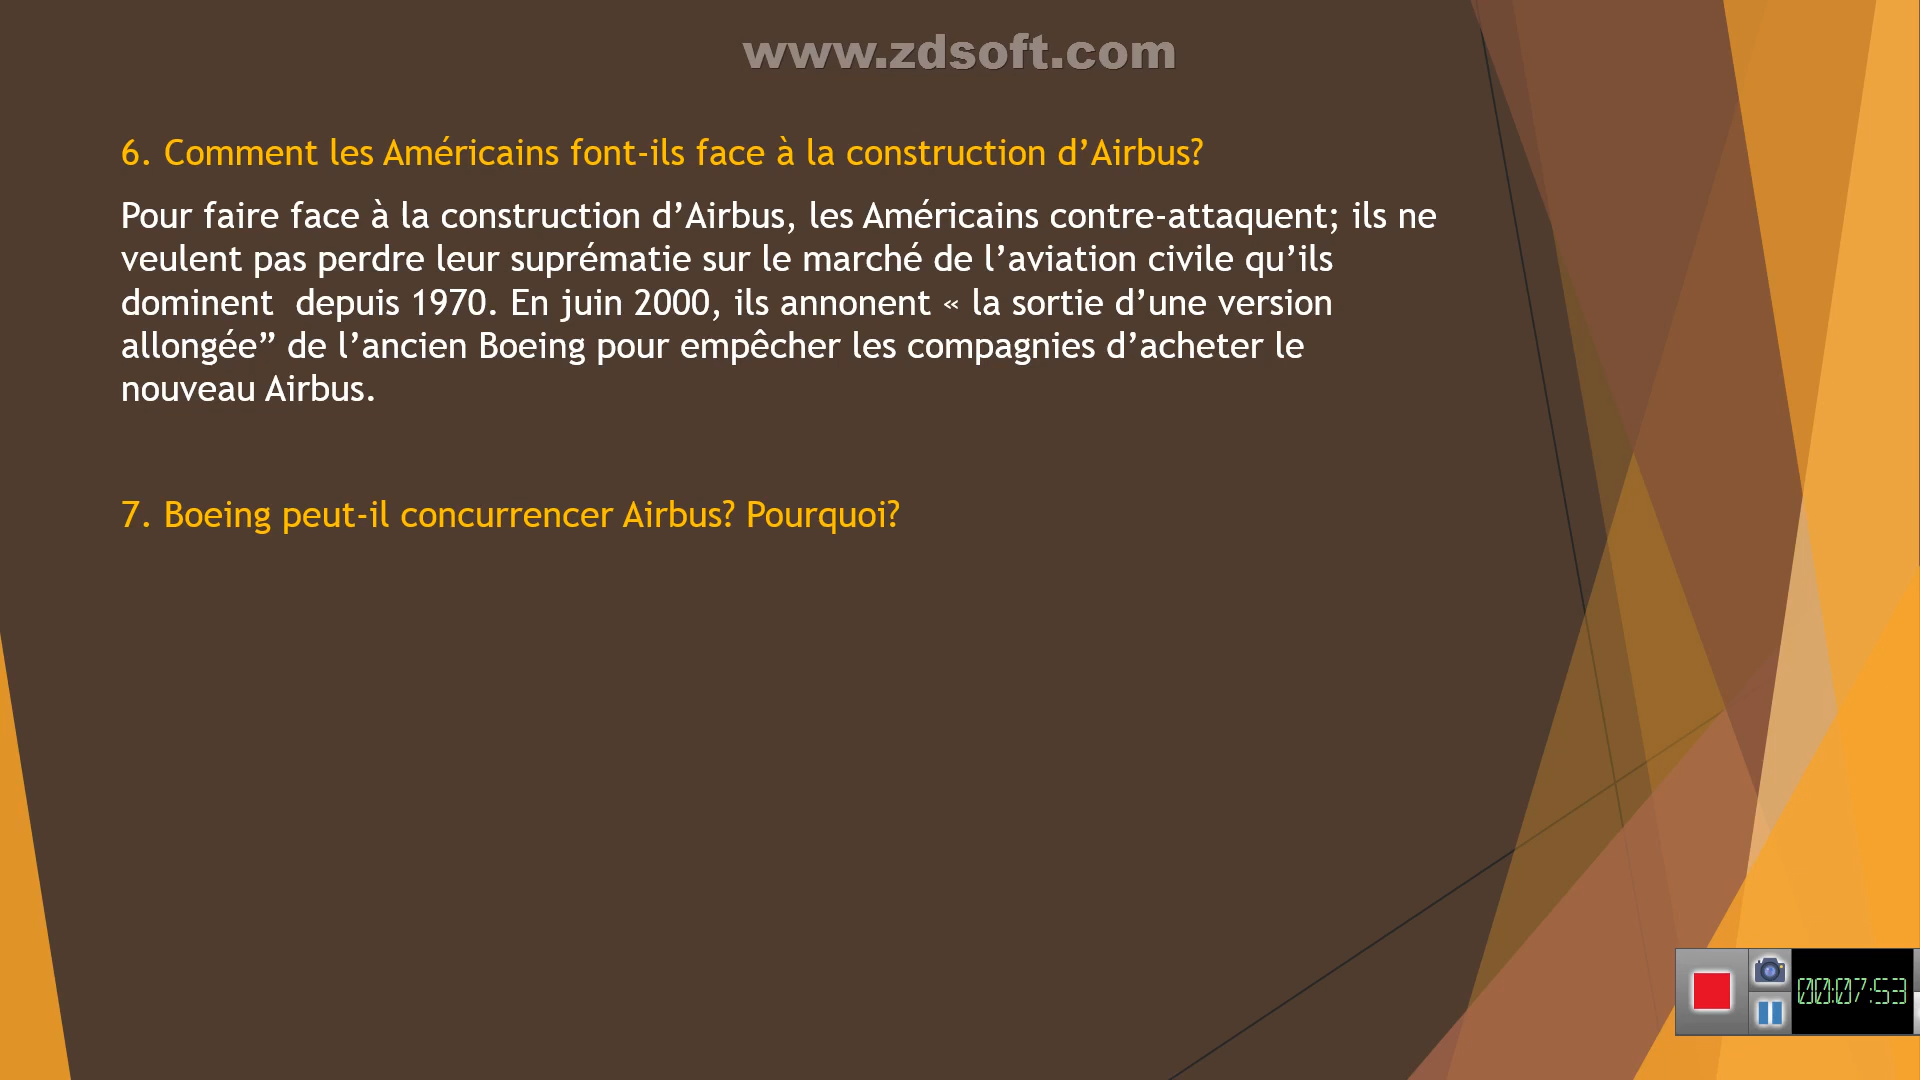 www.zdsoft.com
6. Comment les Américains font-ils face à la construction d’Airbus?
Pour faire face à la construction d’Airbus, les Américains contre-attaquent; ils ne
veulent pas perdre leur suprématie sur le marché de l’aviation civile qu’ils
dominent  depuis 1970. En juin 2000, ils annonent « la sortie d’une version
allongée” de l’ancien Boeing pour empêcher les compagnies d’acheter le
nouveau Airbus.
7. Boeing peut-il concurrencer Airbus? Pourquoi?
00:07:53